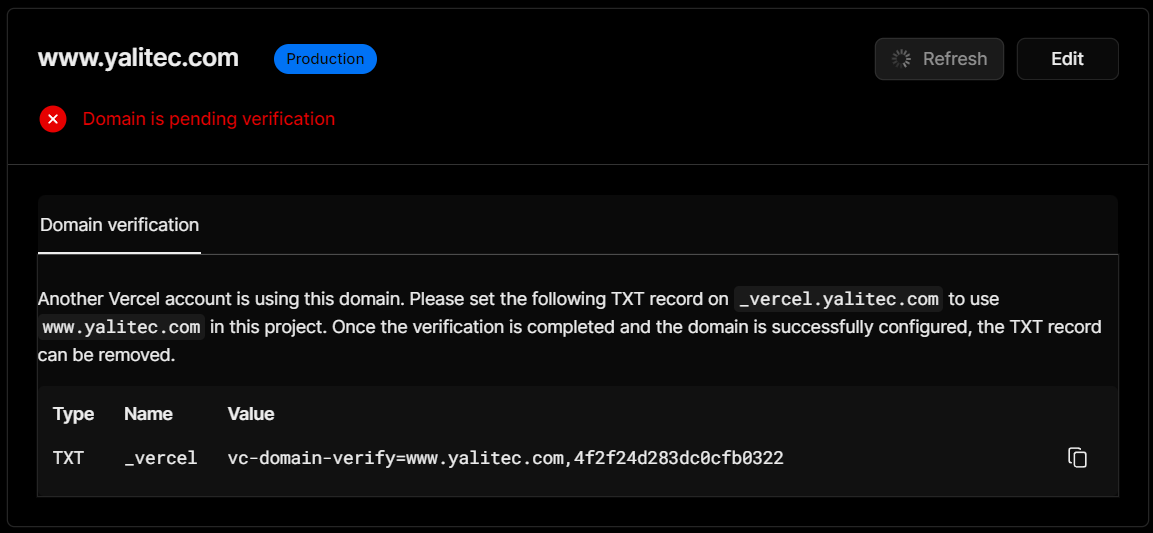 www.yalitec.com Production Refresh Edit
Domain is pending verification
Domain verification
Another Vercel account is using this domain. Please set the following TXT record on _vercel.yalitec.com to use
www.yalitec.com in this project. Once the verification is completed and the domain is successfully configured, the TXT record
can be removed.
Type Name Value
TXT _vercel vc-domain-verify=www.yalitec.com,4f2f24d283dc0cfb0322